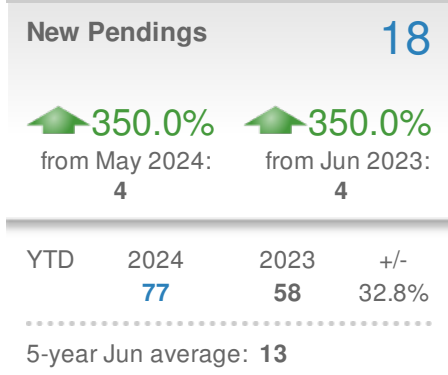 New Pendings 18
350.0% 350.0%
from May 2024: from Jun 2023:
4 4
YTD 2024 2023 +/-
77 58 32.8%
5-year Jun average: 13